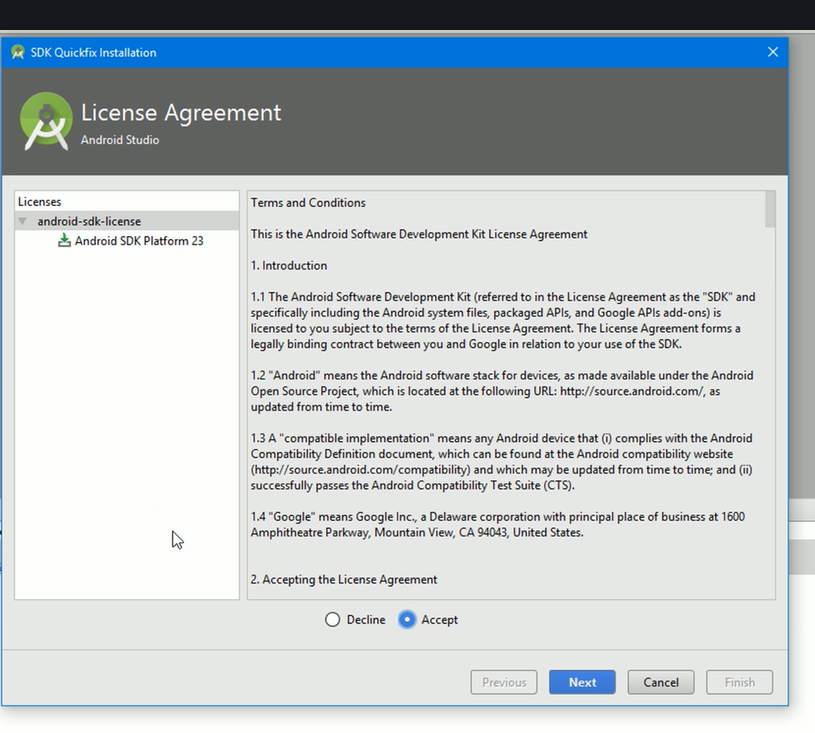 SDK Quickfix Installation
License Agreement
Android Studio
Licenses
android-sdk-license
Android SDK Platform 23
Terms and Conditions
This is the Android Software Development Kit License Agreement
1. Introduction
1.1 The Android Software Development Kit (referred to in the License Agreement as the "SDK" and
specifically including the Android system files, packaged APIs, and Google APIs add-ons) is
licensed to you subject to the terms of the License Agreement. The License Agreement forms a
legally binding contract between you and Google in relation to your use of the SDK.
1.2 "Android" means the Android software stack for devices, as made available under the Android
Open Source Project, which is located at the following URL: http://source.android.com/, as
updated from time to time.
1.3 A "compatible implementation" means any Android device that (i) complies with the Android
Compatibility Definition document, which can be found at the Android compatibility website
(http://source.android.com/compatibility) and which may be updated from time to time; and (ii)
successfully passes the Android Compatibility Test Suite (CTS).
1.4 "Google" means Google Inc., a Delaware corporation with principal place of business at 1600
Amphitheatre Parkway, Mountain View, CA 94043, United States.
2. Accepting the License Agreement
Decline
Accept
Previous
Next
Cancel
Finish